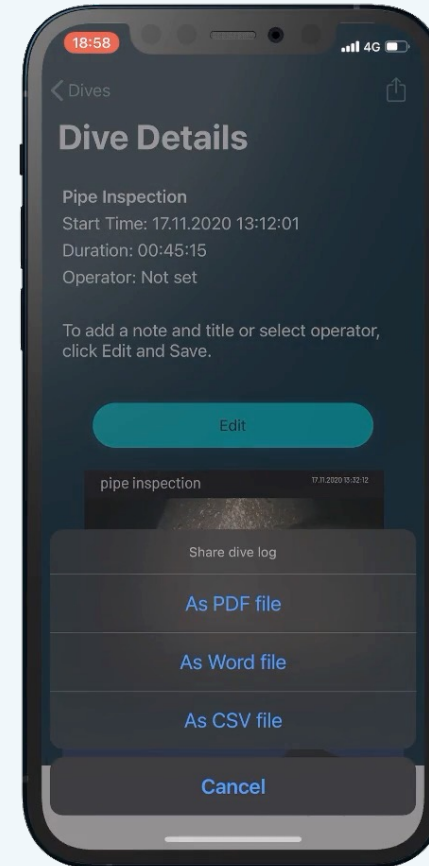 18:58
4G
Dives
Dive Details
Pipe Inspection
Start Time: 17.11.2020 13:12:01
Duration: 00:45:15
Operator: Not set
To add a note and title or select operator,
click Edit and Save.
Edit
pipe inspection
17.11.2020 13:32:12
Share dive log
As PDF file
As Word file
As CSV file
Cancel